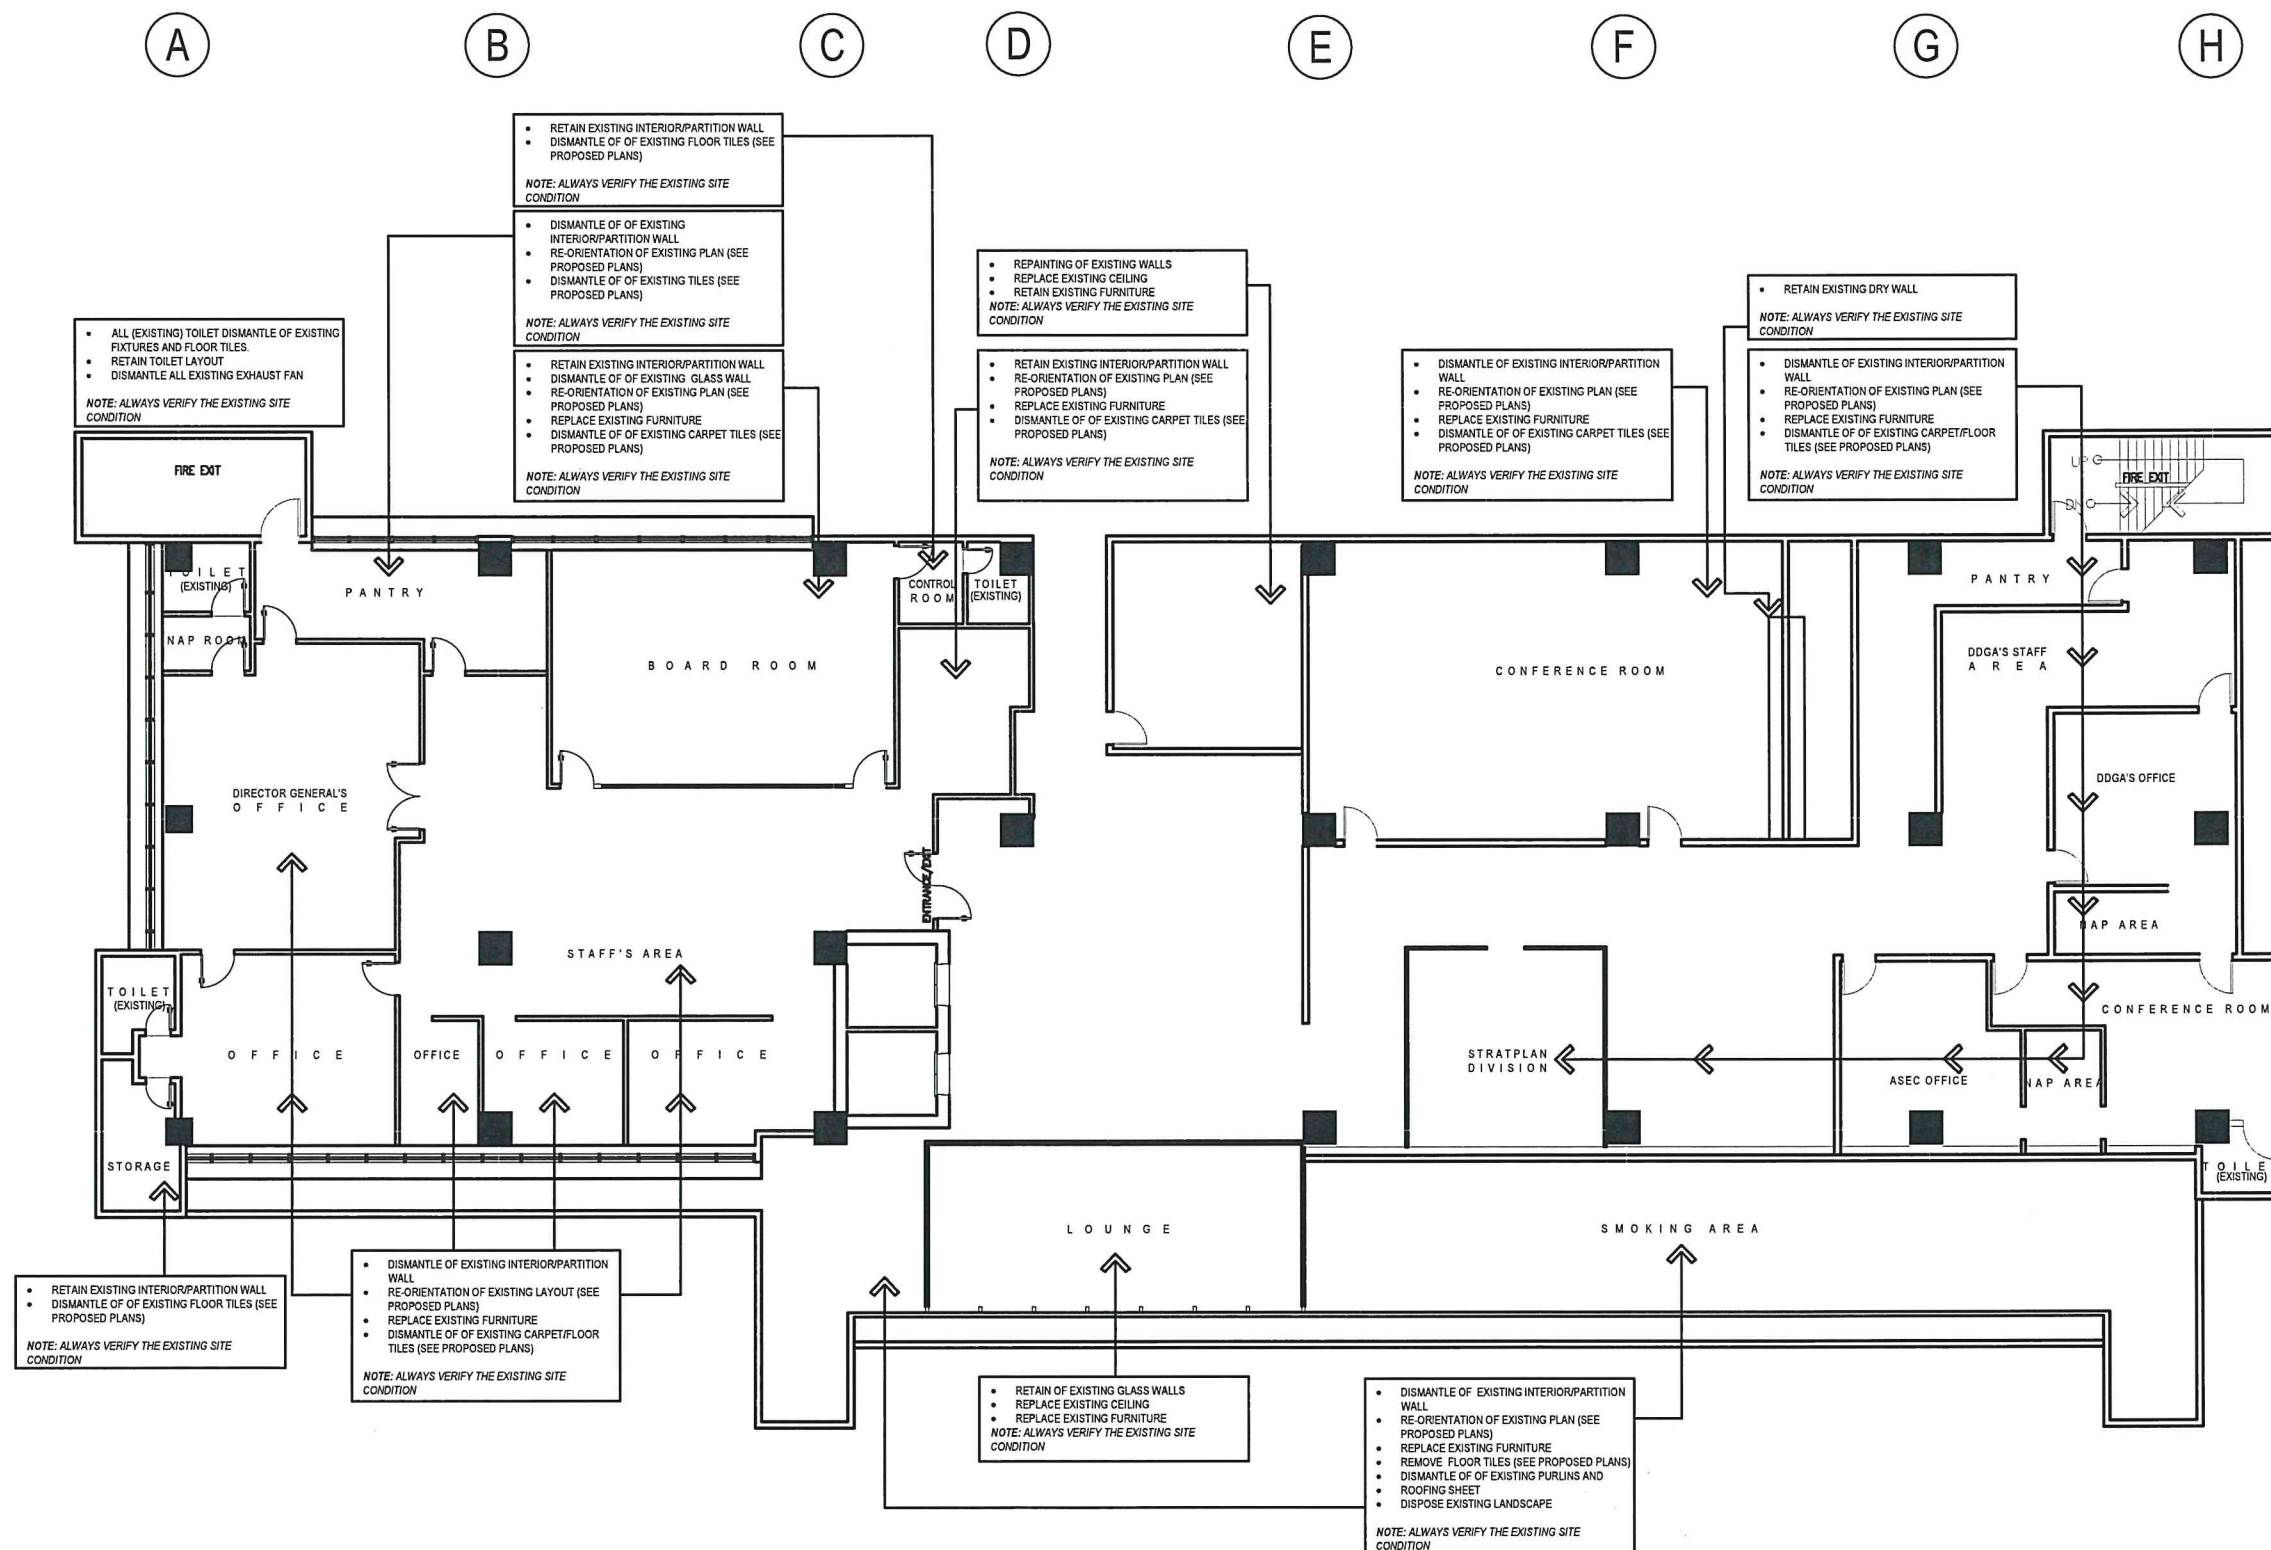 A
B
C
D
E
F
G
H
• RETAIN EXISTING INTERIOR/PARTITION WALL
• DISMANTLE OF OF EXISTING FLOOR TILES (SEE
PROPOSED PLANS)
NOTE: ALWAYS VERIFY THE EXISTING SITE
CONDITION
• DISMANTLE OF OF EXISTING
INTERIOR/PARTITION WALL
• RE-ORIENTATION OF EXISTING PLAN (SEE
PROPOSED PLANS)
• DISMANTLE OF OF EXISTING TILES (SEE
PROPOSED PLANS)
NOTE: ALWAYS VERIFY THE EXISTING SITE
CONDITION
• REPAINTING OF EXISTING WALLS
• REPLACE EXISTING CEILING
• RETAIN EXISTING FURNITURE
NOTE: ALWAYS VERIFY THE EXISTING SITE
CONDITION
• RETAIN EXISTING DRY WALL
NOTE: ALWAYS VERIFY THE EXISTING SITE
CONDITION
• ALL (EXISTING) TOILET DISMANTLE OF EXISTING
FIXTURES AND FLOOR TILES.
• RETAIN TOILET LAYOUT
• DISMANTLE ALL EXISTING EXHAUST FAN
NOTE: ALWAYS VERIFY THE EXISTING SITE
CONDITION
• RETAIN EXISTING INTERIOR/PARTITION WALL
• DISMANTLE OF OF EXISTING GLASS WALL
• RE-ORIENTATION OF EXISTING PLAN (SEE
PROPOSED PLANS)
• REPLACE EXISTING FURNITURE
• DISMANTLE OF OF EXISTING CARPET TILES (SEE
PROPOSED PLANS)
NOTE: ALWAYS VERIFY THE EXISTING SITE
CONDITION
• RETAIN EXISTING INTERIOR/PARTITION WALL
• RE-ORIENTATION OF EXISTING PLAN (SEE
PROPOSED PLANS)
• REPLACE EXISTING FURNITURE
• DISMANTLE OF OF EXISTING CARPET TILES (SEE
PROPOSED PLANS)
NOTE: ALWAYS VERIFY THE EXISTING SITE
CONDITION
• DISMANTLE OF EXISTING INTERIOR/PARTITION
WALL
• RE-ORIENTATION OF EXISTING PLAN (SEE
PROPOSED PLANS)
• REPLACE EXISTING FURNITURE
• DISMANTLE OF OF EXISTING CARPET TILES (SEE
PROPOSED PLANS)
NOTE: ALWAYS VERIFY THE EXISTING SITE
CONDITION
• DISMANTLE OF EXISTING INTERIOR/PARTITION
WALL
• RE-ORIENTATION OF EXISTING PLAN (SEE
PROPOSED PLANS)
• REPLACE EXISTING FURNITURE
• DISMANTLE OF OF EXISTING CARPET/FLOOR
TILES (SEE PROPOSED PLANS)
NOTE: ALWAYS VERIFY THE EXISTING SITE
CONDITION
FIRE EXIT
UP
FIRE EXIT
TOILET
(EXISTING)
PANTRY
CONTROL
ROOM
TOILET
(EXISTING)
PANTRY
NAP ROOM
BOARD ROOM
CONFERENCE ROOM
DDGA'S STAFF
AREA
DIRECTOR GENERAL'S
OFFICE
DDGA'S OFFICE
ENTRANCE/EXIT
NAP AREA
STAFF'S AREA
TOILET
(EXISTING)
CONFERENCE ROOM
OFFICE
OFFICE
OFFICE
OFFICE
STRATPLAN
DIVISION
ASEC OFFICE
NAP AREA
STORAGE
TOILE
(EXISTING)
LOUNGE
SMOKING AREA
• RETAIN EXISTING INTERIOR/PARTITION WALL
• DISMANTLE OF OF EXISTING FLOOR TILES (SEE
PROPOSED PLANS)
NOTE: ALWAYS VERIFY THE EXISTING SITE
CONDITION
• DISMANTLE OF EXISTING INTERIOR/PARTITION
WALL
• RE-ORIENTATION OF EXISTING LAYOUT (SEE
PROPOSED PLANS)
• REPLACE EXISTING FURNITURE
• DISMANTLE OF OF EXISTING CARPET/FLOOR
TILES (SEE PROPOSED PLANS)
NOTE: ALWAYS VERIFY THE EXISTING SITE
CONDITION
• RETAIN OF EXISTING GLASS WALLS
• REPLACE EXISTING CEILING
• REPLACE EXISTING FURNITURE
NOTE: ALWAYS VERIFY THE EXISTING SITE
CONDITION
• DISMANTLE OF EXISTING INTERIOR/PARTITION
WALL
• RE-ORIENTATION OF EXISTING PLAN (SEE
PROPOSED PLANS)
• REPLACE EXISTING FURNITURE
• REMOVE FLOOR TILES (SEE PROPOSED PLANS)
• DISMANTLE OF OF EXISTING PURLINS AND
• ROOFING SHEET
• DISPOSE EXISTING LANDSCAPE
NOTE: ALWAYS VERIFY THE EXISTING SITE
CONDITION